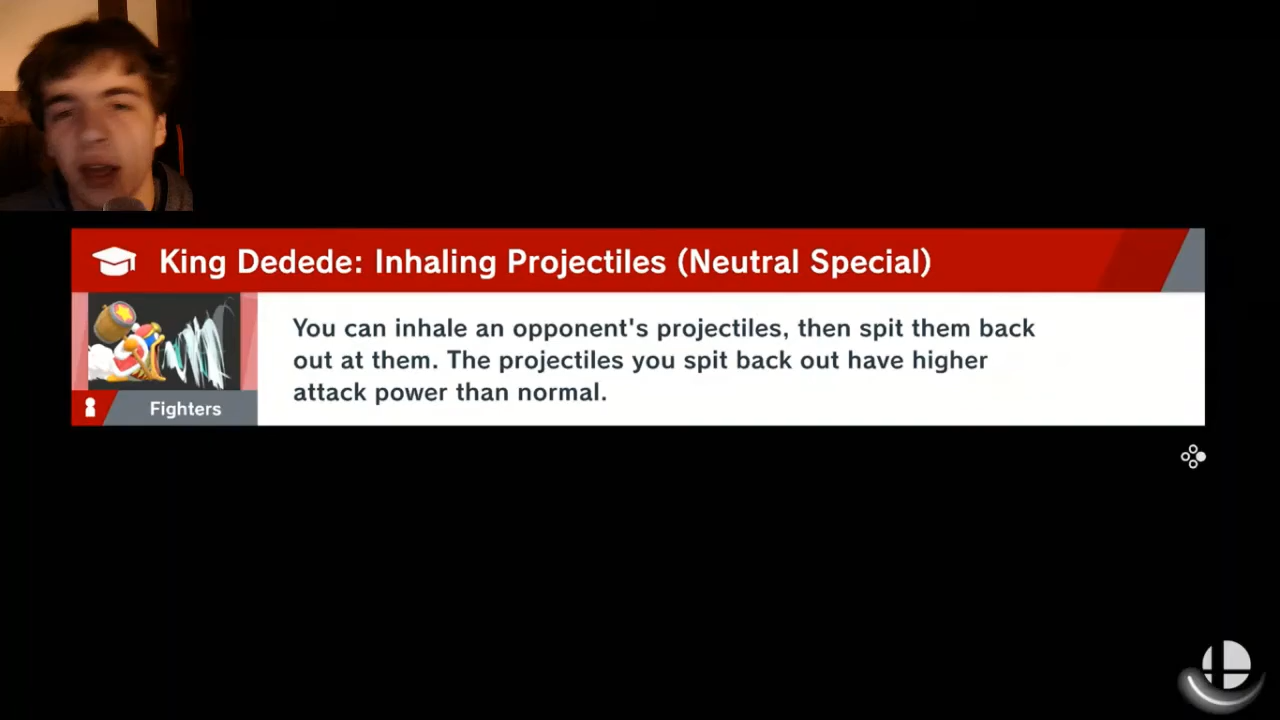 King Dedede: Inhaling Projectiles (Neutral Special)
You can inhale an opponent's projectiles, then spit them back
out at them. The projectiles you spit back out have higher
attack power than normal.
Fighters